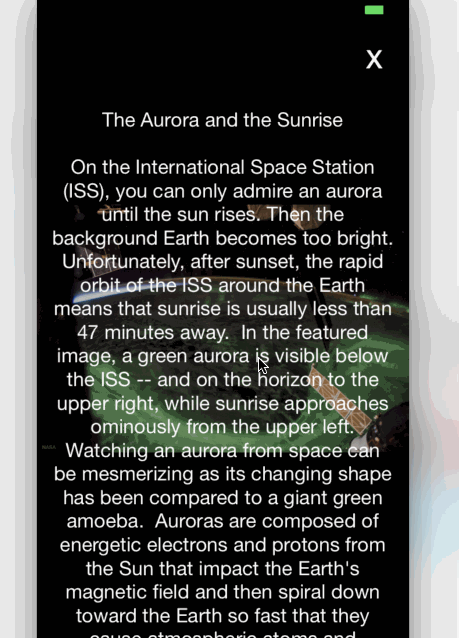 X
The Aurora and the Sunrise
On the International Space Station
(ISS), you can only admire an aurora
until the sun rises. Then the
background Earth becomes too bright.
Unfortunately, after sunset, the rapid
orbit of the ISS around the Earth
means that sunrise is usually less than
47 minutes away.  In the featured
image, a green aurora is visible below
the ISS -- and on the horizon to the
upper right, while sunrise approaches
ominously from the upper left.
Watching an aurora from space can
be mesmerizing as its changing shape
has been compared to a giant green
amoeba.  Auroras are composed of
energetic electrons and protons from
the Sun that impact the Earth's
magnetic field and then spiral down
toward the Earth so fast that they
cause atmospheric atoms and